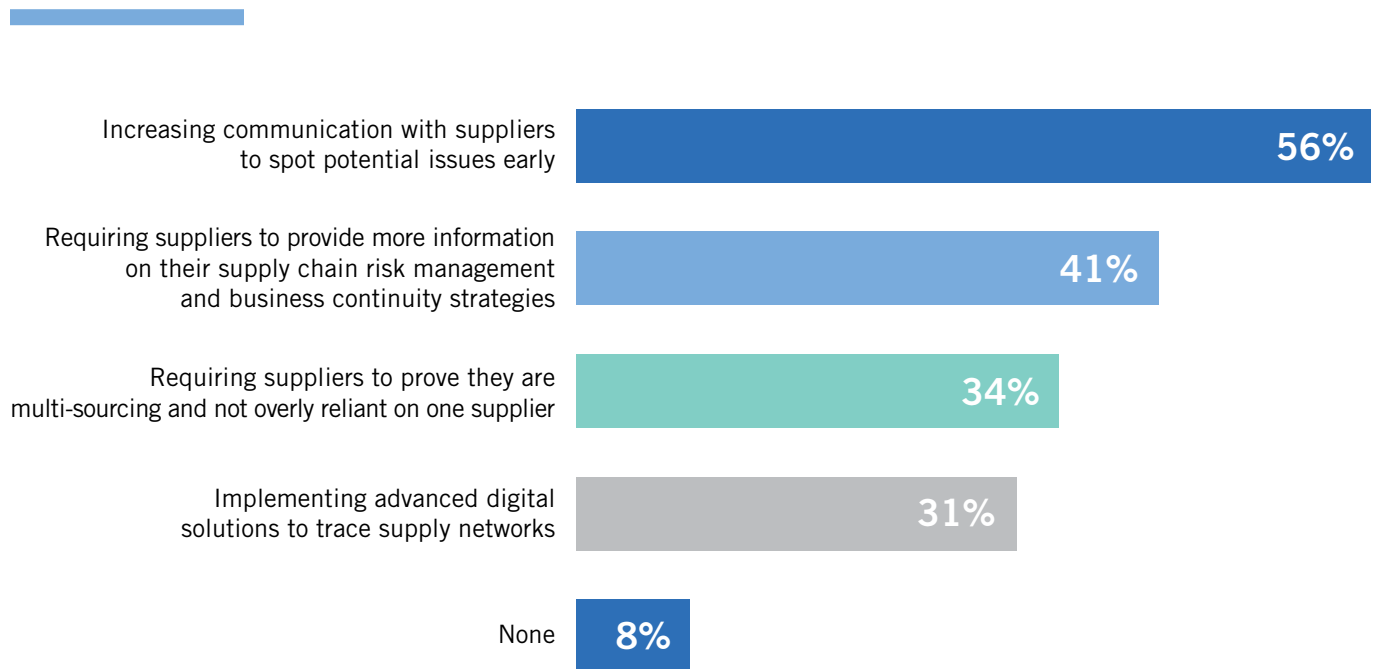 Increasing communication with suppliers
to spot potential issues early
56%
Requiring suppliers to provide more information
on their supply chain risk management
and business continuity strategies
41%
Requiring suppliers to prove they are
multi-sourcing and not overly reliant on one supplier
34%
Implementing advanced digital
solutions to trace supply networks
31%
None
8%